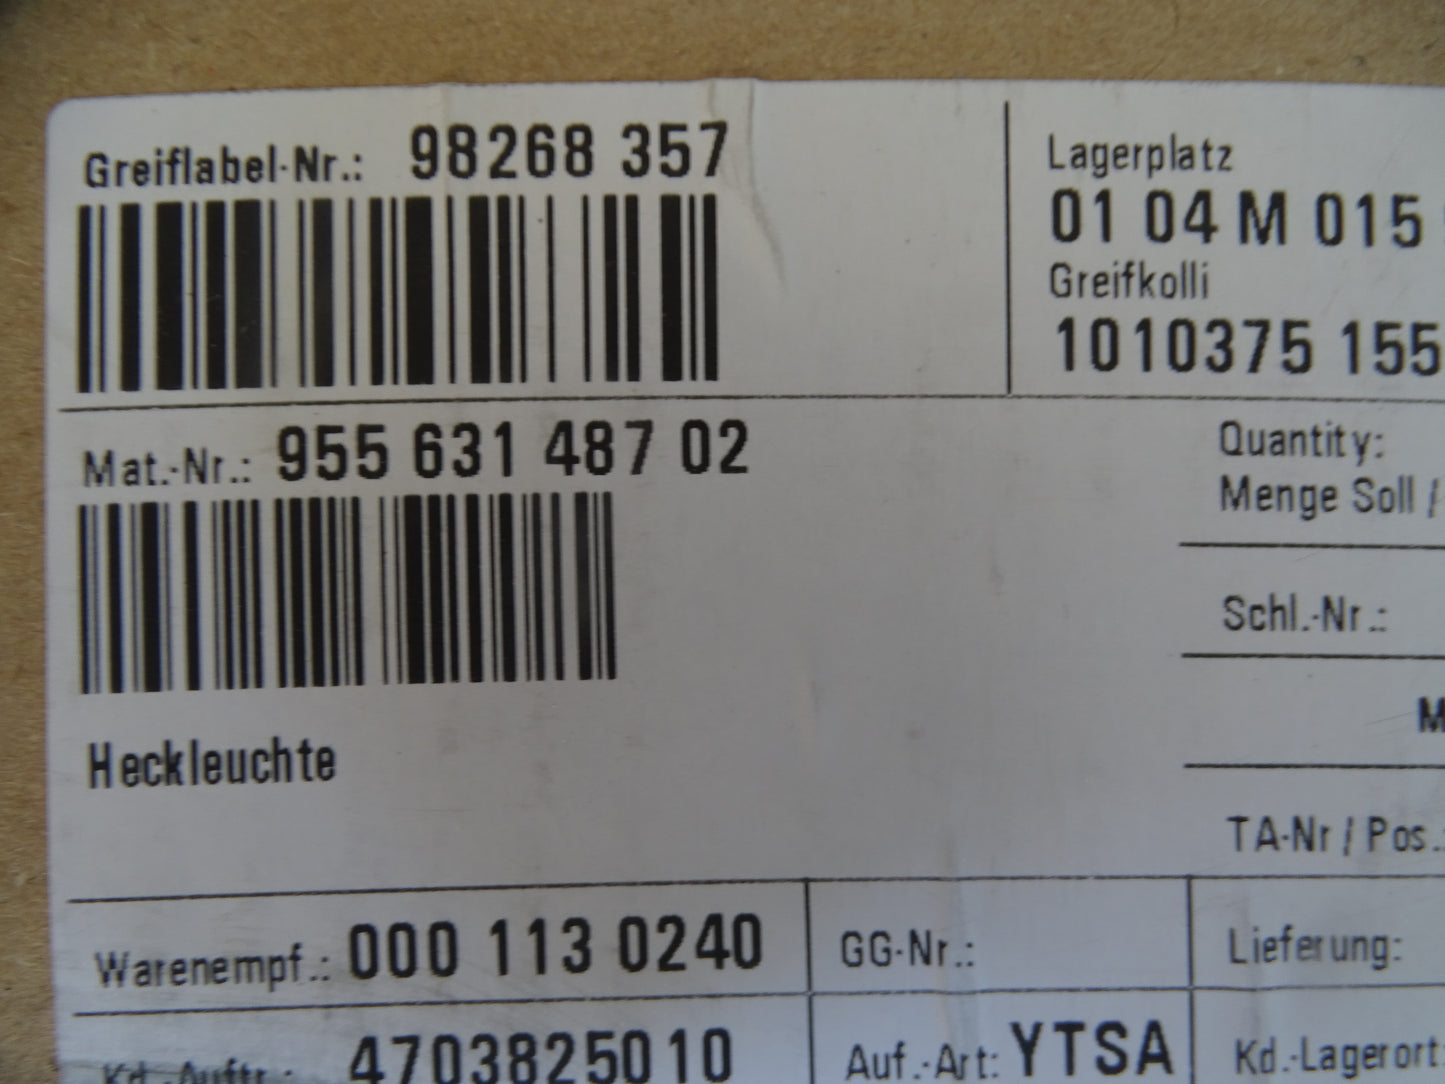 Greiflabel-Nr.: 98268 357
Lagerplatz
01 04 M 015
Greifkolli
1010375 155
Mat.-Nr.: 955 631 487 02
Quantity:
Menge Soll /
Schl.-Nr.:
Heckleuchte
M
TA-Nr / Pos.:
Warenempf.: 000 113 0240
GG-Nr.:
Lieferung:
Kd.-Auftr.: 4703825010
Auf.-Art: YTSA
Kd.-Lagerort: